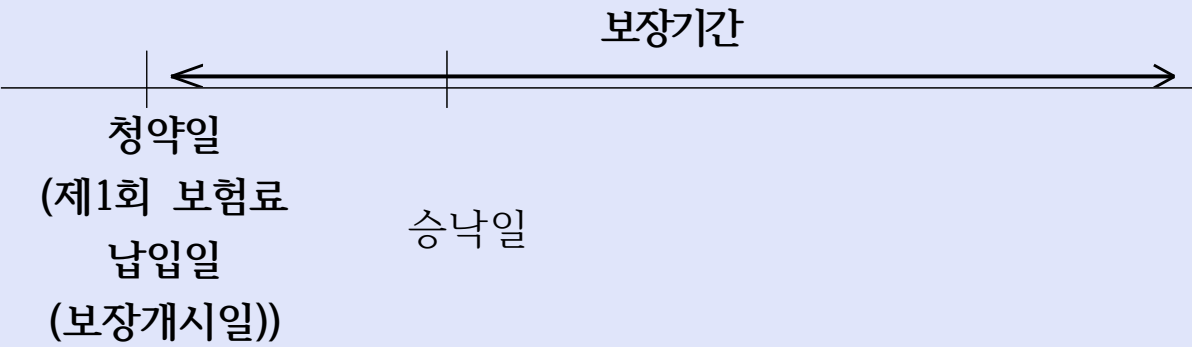 보장기간
청약일
(제1회 보험료
납입일
(보장개시일))
승낙일